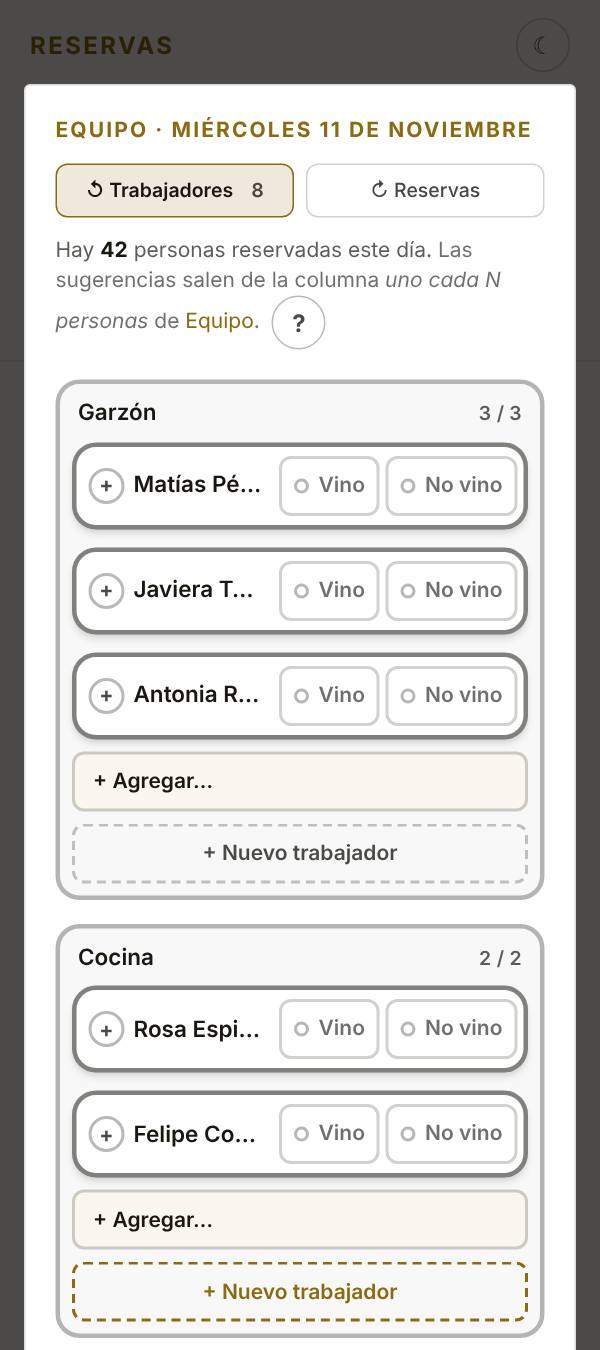 RESERVAS
☾
EQUIPO · MIÉRCOLES 11 DE NOVIEMBRE
↺ Trabajadores 8
↻ Reservas
Hay 42 personas reservadas este día. Las
sugerencias salen de la columna uno cada N
personas de Equipo. ?
Garzón 3 / 3
+ Matías Pé... Vino No vino
+ Javiera T... Vino No vino
+ Antonia R... Vino No vino
+ Agregar...
+ Nuevo trabajador
Cocina 2 / 2
+ Rosa Espi... Vino No vino
+ Felipe Co... Vino No vino
+ Agregar...
+ Nuevo trabajador